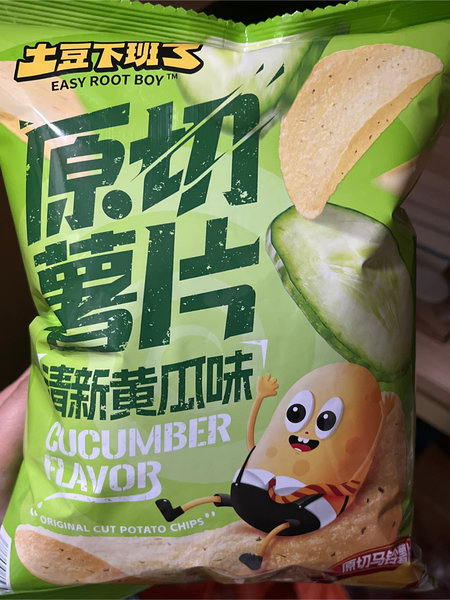 土豆下班了
EASY ROOT BOY™
原切
薯片
清新黄瓜味
CUCUMBER
FLAVOR
"ORIGINAL CUT POTATO CHIPS"
原切马铃薯